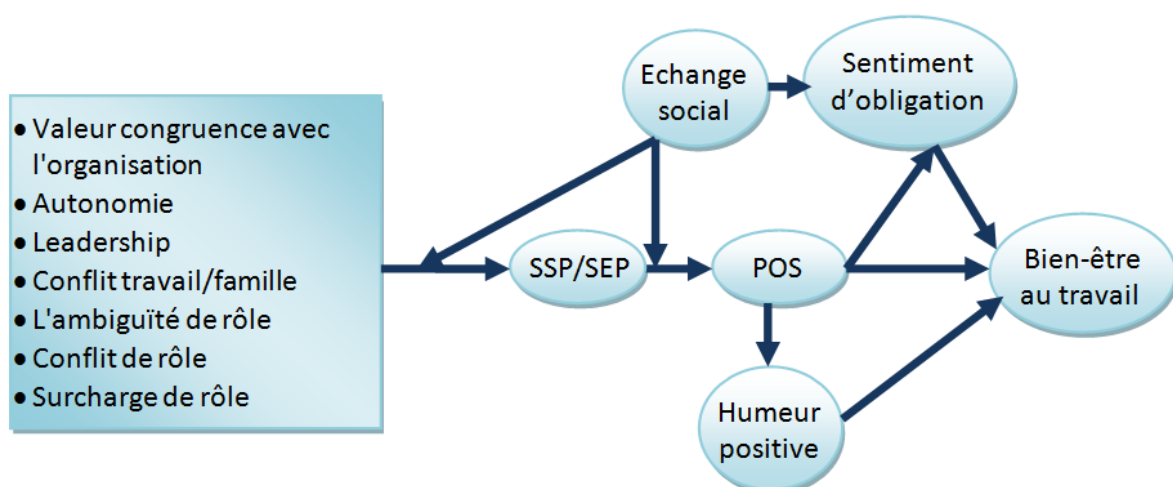 • Valeur congruence avec
l'organisation
• Autonomie
• Leadership
• Conflit travail/famille
• L'ambiguïté de rôle
• Conflit de rôle
• Surcharge de rôle
Echange
social
Sentiment
d'obligation
SSP/SEP
POS
Bien-être
au travail
Humeur
positive